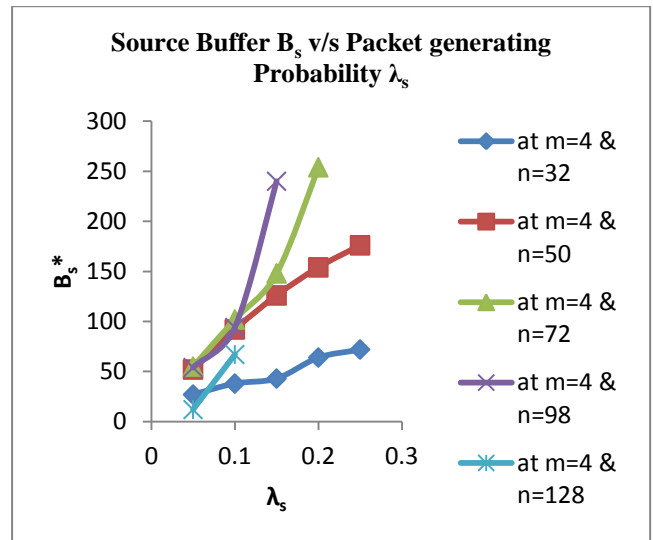 Source Buffer Bs v/s Packet generating
Probability λs
300
250
200
150
100
50
0
0
0.1
0.2
0.3
Bs*
λs
at m=4 &
n=32
at m=4 &
n=50
at m=4 &
n=72
at m=4 &
n=98
at m=4 &
n=128